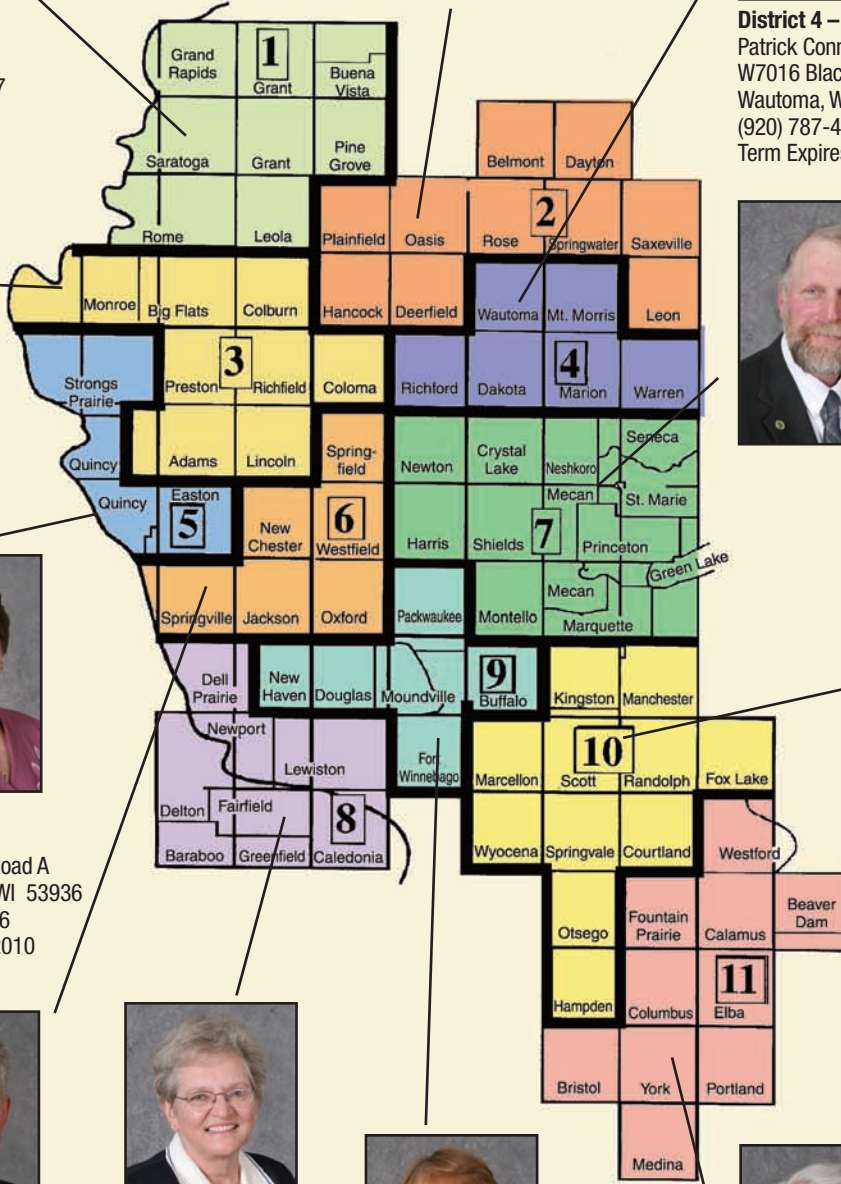 7
District 4 –
Patrick Conn
W7016 Blac
Wautoma, W
(920) 787-4
Term Expires
Grand
Rapids
1
Grant
Buena
Vista
Saratoga
Grant
Pine
Grove
Rome
Leola
Belmont
Dayton
Plainfield
Oasis
Rose
2
Springwater
Saxeville
Hancock
Deerfield
Leon
Monroe
Big Flats
Colburn
Wautoma
Mt. Morris
3
Preston
Richfield
Coloma
Richford
Dakota
4
Marion
Warren
Strongs
Prairie
Quincy
Adams
Lincoln
Spring-
field
Newton
Crystal
Lake
Neshkoro
Seneca
Mecan
St. Marie
Quincy
Easton
5
New
Chester
6
Westfield
Harris
Shields
7
Princeton
Green Lake
Mecan
Springville
Jackson
Oxford
Packwaukee
Montello
Marquette
Dell
Prairie
New
Haven
Douglas
Moundville
9
Buffalo
Kingston
Manchester
Newport
Lewiston
Fort
Winnebago
Marcellon
10
Scott
Randolph
Fox Lake
Delton
Fairfield
8
Baraboo
Greenfield
Caledonia
Wyocena
Springvale
Courtland
Westford
oad A
WI 53936
6
2010
Otsego
Fountain
Prairie
Calamus
Beaver
Dam
Hampden
Columbus
11
Elba
Bristol
York
Portland
Medina